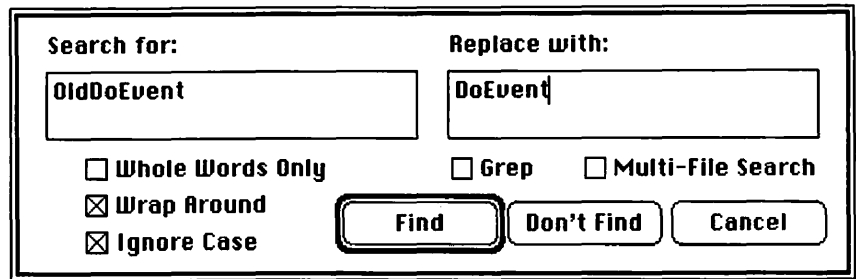 Search for:
Replace with:
OldDoEvent
DoEvent
Whole Words Only
Grep
Multi-File Search
Wrap Around
Ignore Case
Find
Don't Find
Cancel